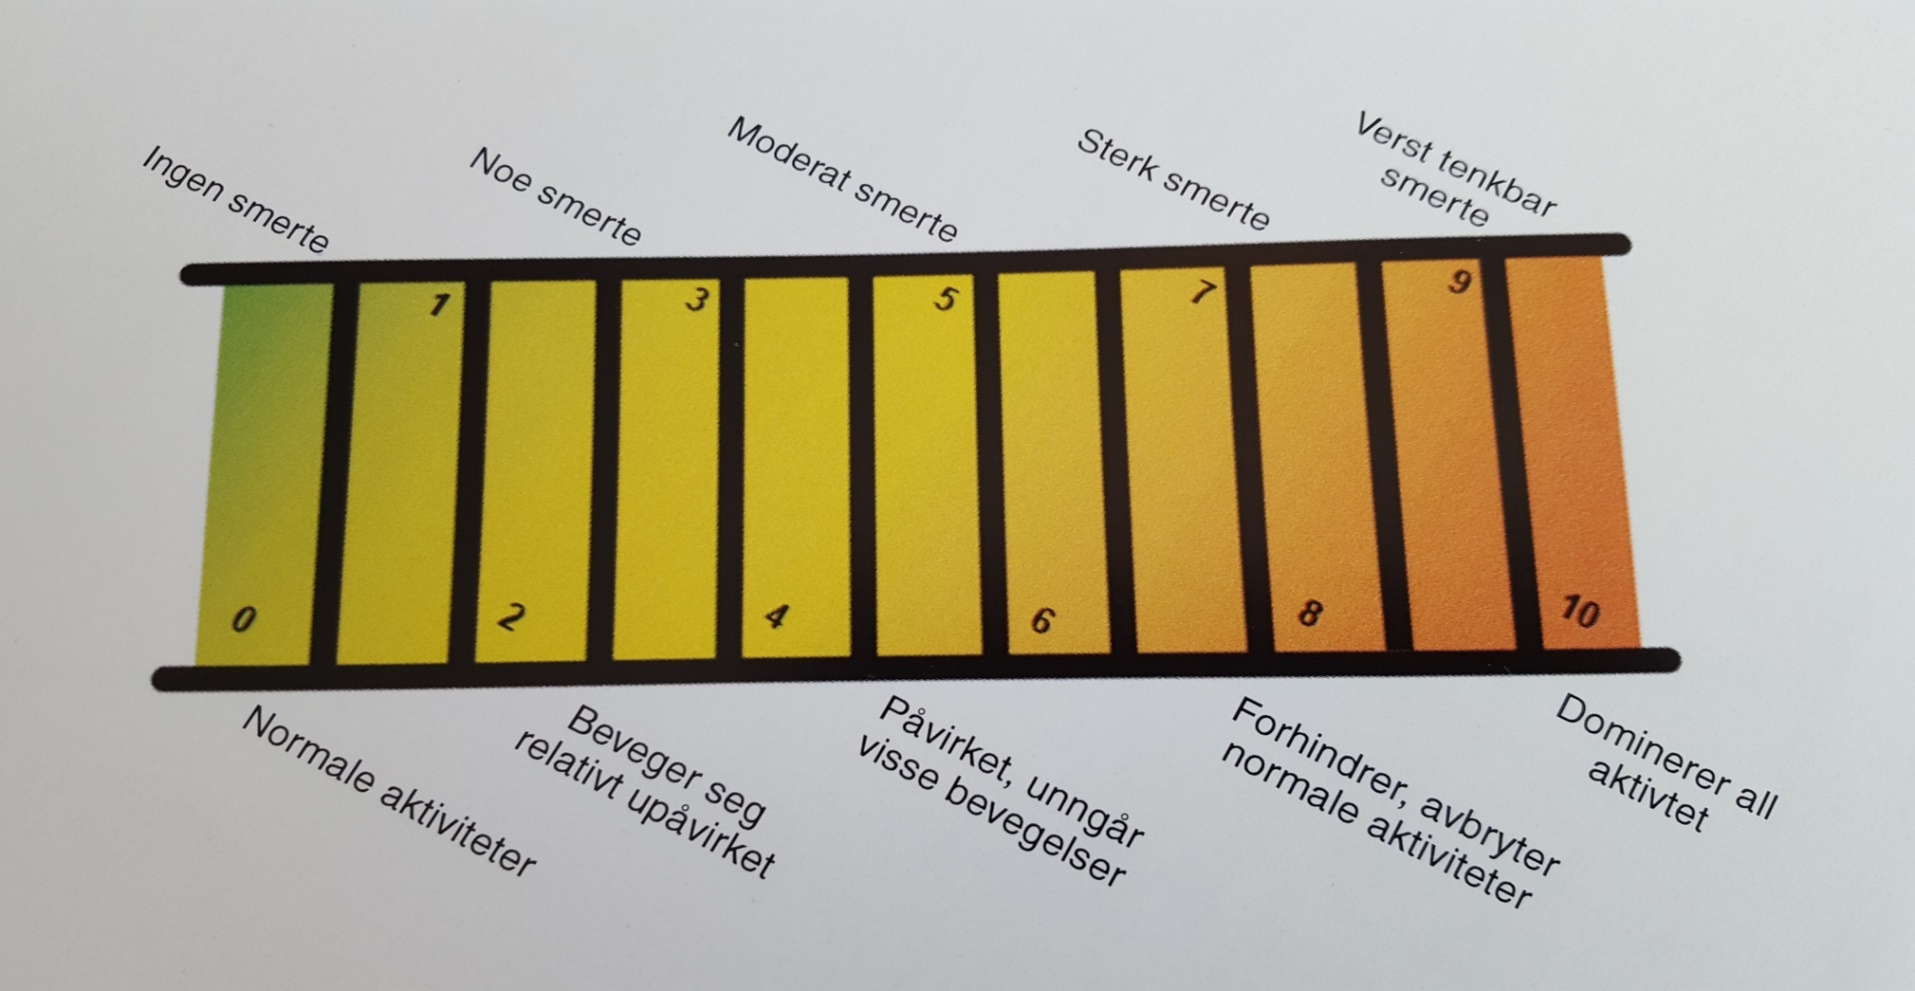 Ingen smerte
Noe smerte
Moderat smerte
Sterk smerte
Verst tenkbar
smerte
1
3
5
7
9
0
2
4
6
8
10
Normale aktiviteter
Beveger seg
relativt upåvirket
Påvirket, unngår
visse bevegelser
Forhindrer, avbryter
normale aktiviteter
Dominerer all
aktivtet